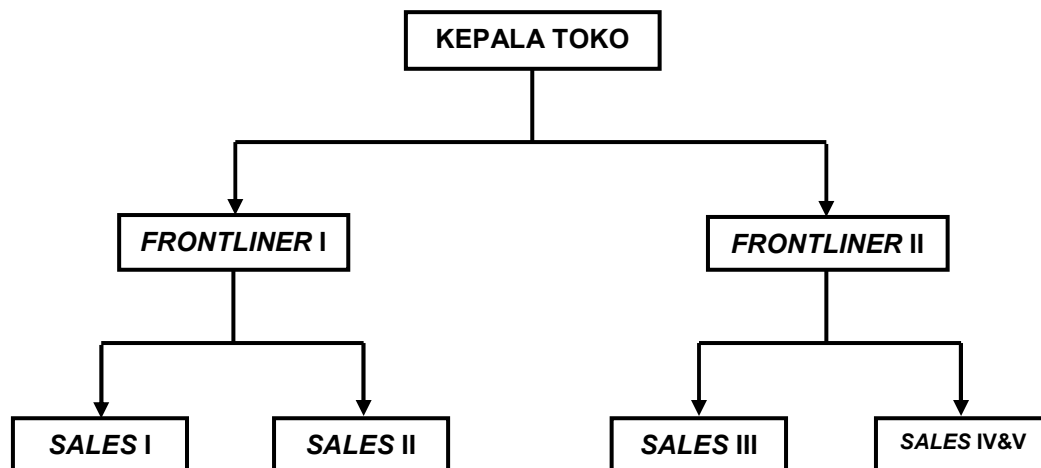 KEPALA TOKO
FRONTLINER I
FRONTLINER II
SALES I
SALES II
SALES III
SALES IV&V